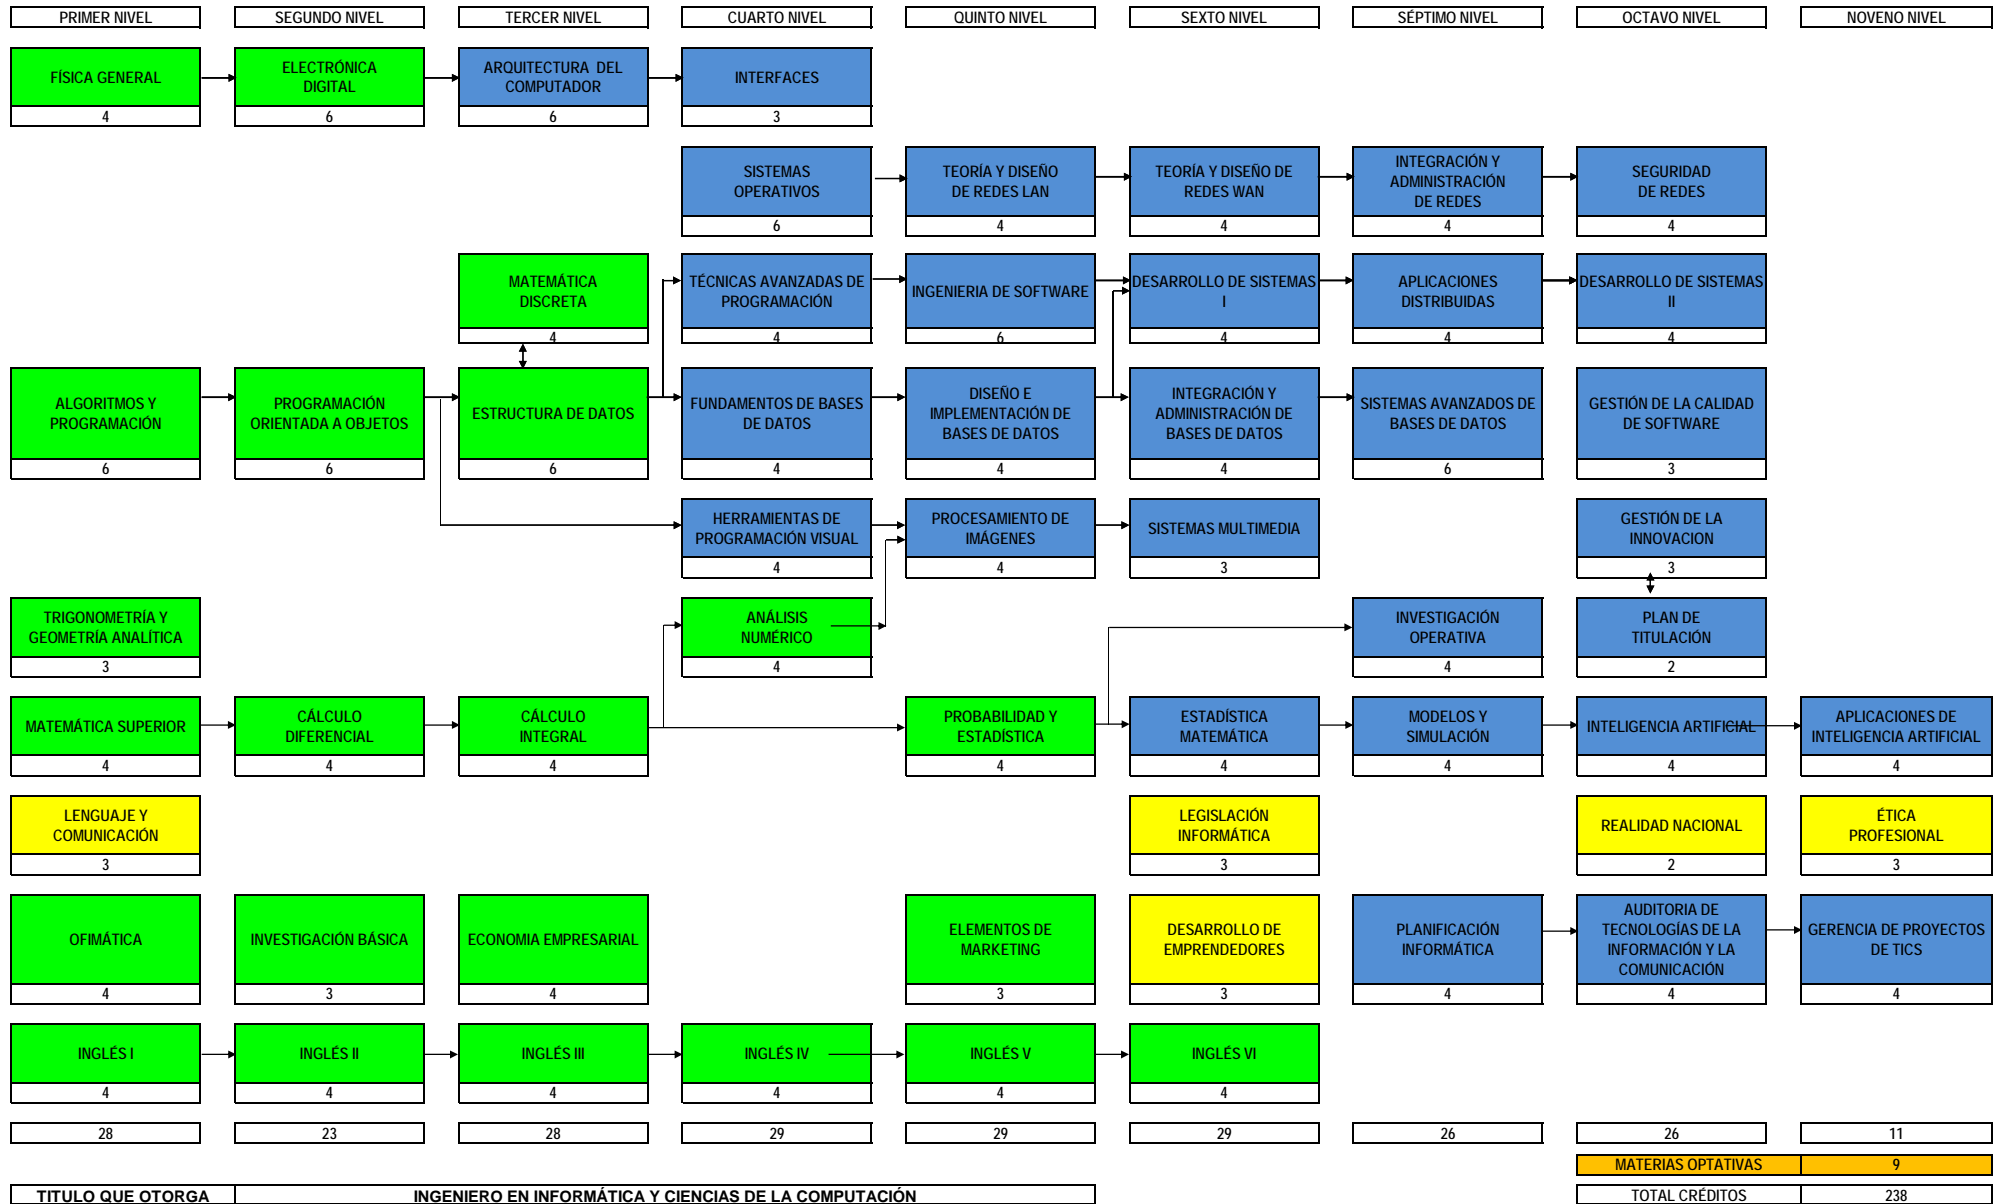 PRIMER NIVEL SEGUNDO NIVEL TERCER NIVEL CUARTO NIVEL QUINTO NIVEL SEXTO NIVEL SÉPTIMO NIVEL OCTAVO NIVEL NOVENO NIVEL
FÍSICA GENERAL
4
ELECTRÓNICA
DIGITAL
6
ARQUITECTURA DEL
COMPUTADOR
6
INTERFACES
3
SISTEMAS
OPERATIVOS
6
TEORÍA Y DISEÑO
DE REDES LAN
4
TEORÍA Y DISEÑO DE
REDES WAN
4
INTEGRACIÓN Y
ADMINISTRACIÓN
DE REDES
4
SEGURIDAD
DE REDES
4
MATEMÁTICA
DISCRETA
4
TÉCNICAS AVANZADAS DE
PROGRAMACIÓN
4
INGENIERIA DE SOFTWARE
6
DESARROLLO DE SISTEMAS
I
4
APLICACIONES
DISTRIBUIDAS
4
DESARROLLO DE SISTEMAS
II
4
ALGORITMOS Y
PROGRAMACIÓN
6
PROGRAMACIÓN
ORIENTADA A OBJETOS
6
ESTRUCTURA DE DATOS
6
FUNDAMENTOS DE BASES
DE DATOS
4
DISEÑO E
IMPLEMENTACIÓN DE
BASES DE DATOS
4
INTEGRACIÓN Y
ADMINISTRACIÓN DE
BASES DE DATOS
4
SISTEMAS AVANZADOS DE
BASES DE DATOS
6
GESTIÓN DE LA CALIDAD
DE SOFTWARE
3
HERRAMIENTAS DE
PROGRAMACIÓN VISUAL
4
PROCESAMIENTO DE
IMÁGENES
4
SISTEMAS MULTIMEDIA
3
GESTIÓN DE LA
INNOVACION
3
TRIGONOMETRÍA Y
GEOMETRÍA ANALÍTICA
3
ANÁLISIS
NUMÉRICO
4
INVESTIGACIÓN
OPERATIVA
4
PLAN DE
TITULACIÓN
2
MATEMÁTICA SUPERIOR
4
CÁLCULO
DIFERENCIAL
4
CÁLCULO
INTEGRAL
4
PROBABILIDAD Y
ESTADÍSTICA
4
ESTADÍSTICA
MATEMÁTICA
4
MODELOS Y
SIMULACIÓN
4
INTELIGENCIA ARTIFICIAL
4
APLICACIONES DE
INTELIGENCIA ARTIFICIAL
4
LENGUAJE Y
COMUNICACIÓN
3
LEGISLACIÓN
INFORMÁTICA
3
REALIDAD NACIONAL
2
ÉTICA
PROFESIONAL
3
OFIMÁTICA
4
INVESTIGACIÓN BÁSICA
3
ECONOMIA EMPRESARIAL
4
ELEMENTOS DE
MARKETING
3
DESARROLLO DE
EMPRENDEDORES
3
PLANIFICACIÓN
INFORMÁTICA
4
AUDITORIA DE
TECNOLOGÍAS DE LA
INFORMACIÓN Y LA
COMUNICACIÓN
4
GERENCIA DE PROYECTOS
DE TICS
4
INGLÉS I
4
INGLÉS II
4
INGLÉS III
4
INGLÉS IV
4
INGLÉS V
4
INGLÉS VI
4
28 23 28 29 29 29 26 26 11
MATERIAS OPTATIVAS 9
TITULO QUE OTORGA INGENIERO EN INFORMÁTICA Y CIENCIAS DE LA COMPUTACIÓN TOTAL CRÉDITOS 238